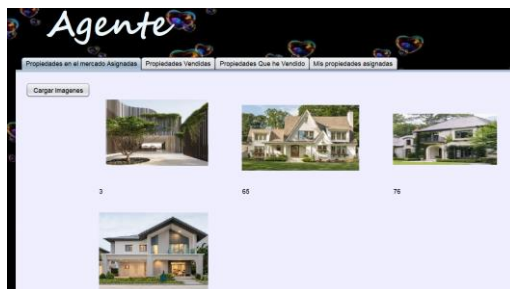 Agente
Propiedades en el mercado Asignadas Propiedades Vendidas Propiedades Que he Vendido Mis propiedades asignadas
Cargar Imagenes
3 65 76